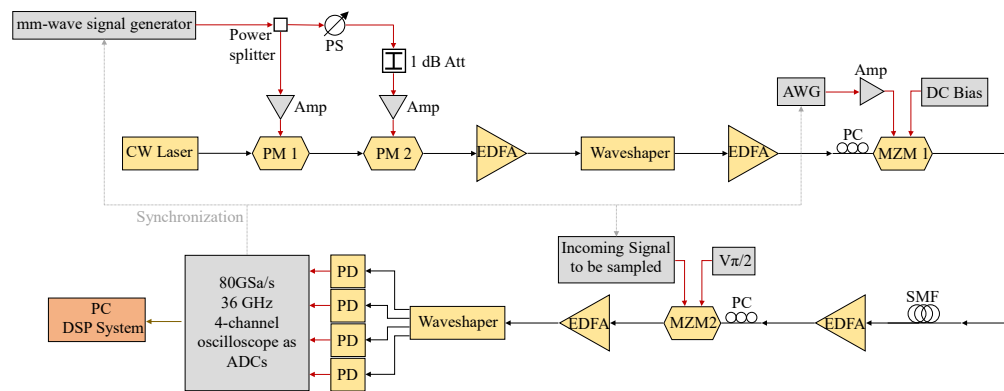 mm-wave signal generator
Power
splitter
PS
1 dB Att
Amp
Amp
Amp
AWG
DC Bias
CW Laser
PM 1
PM 2
EDFA
Waveshaper
EDFA
PC
MZM 1
Synchronization
Incoming Signal
to be sampled
Vπ/2
PC
DSP System
80GSa/s
36 GHz
4-channel
oscilloscope as
ADCs
PD
PD
PD
PD
Waveshaper
EDFA
MZM2
PC
EDFA
SMF